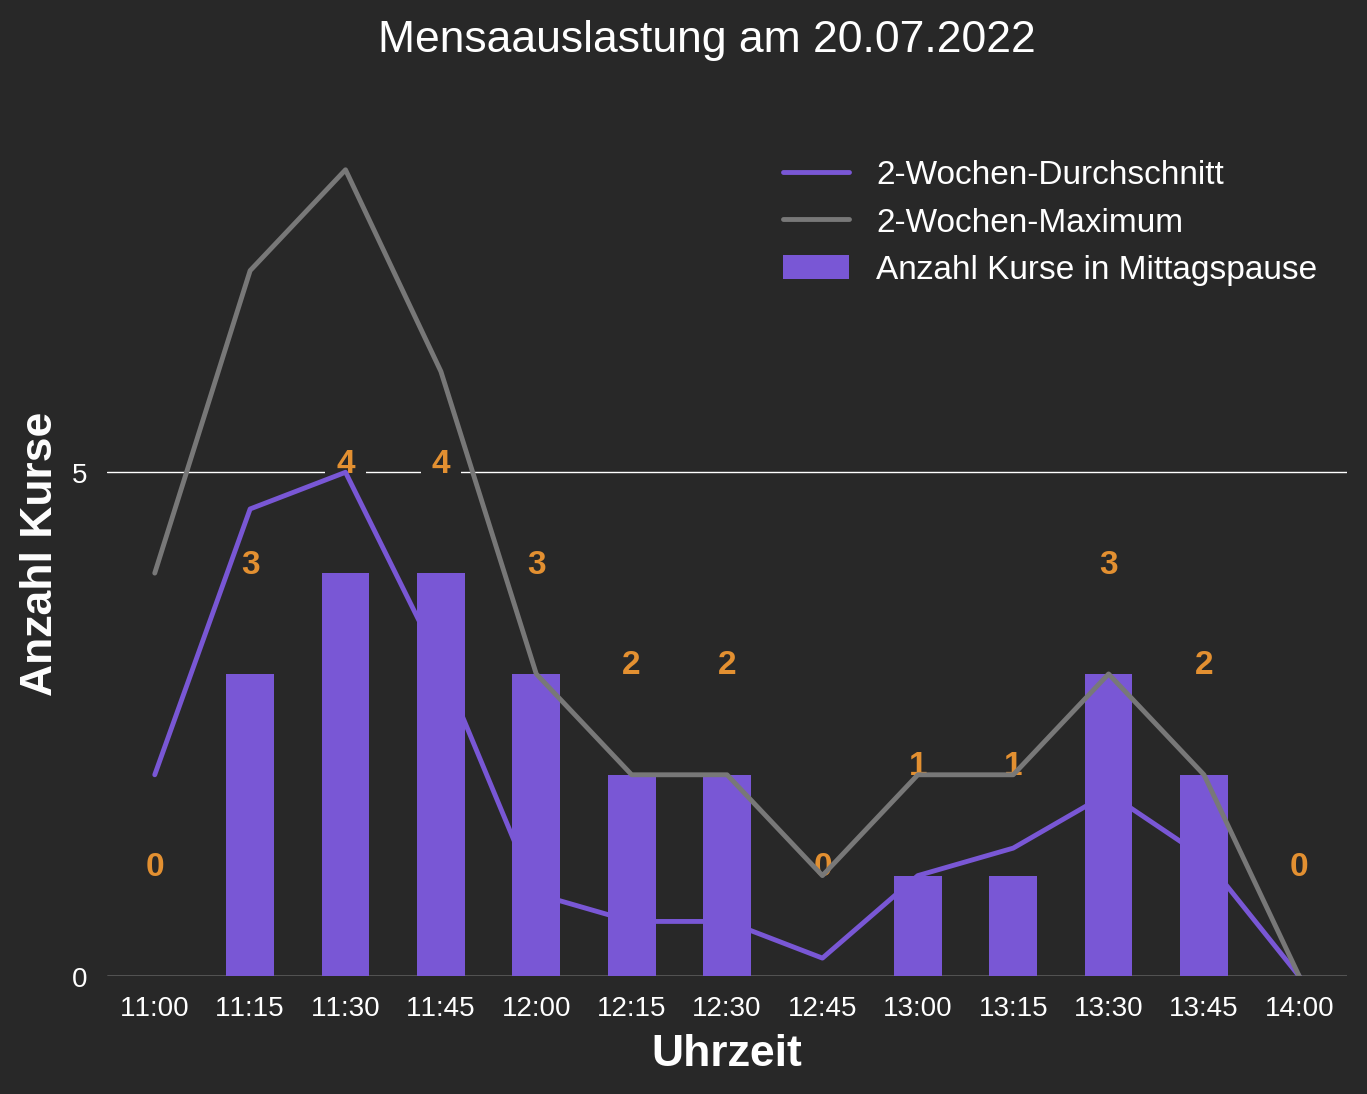 Mensaauslastung am 20.07.2022
2-Wochen-Durchschnitt
2-Wochen-Maximum
Anzahl Kurse in Mittagspause
Anzahl Kurse
5
0
4 4
3 3 3
2 2 2
1 1
0 0 0
11:00 11:15 11:30 11:45 12:00 12:15 12:30 12:45 13:00 13:15 13:30 13:45 14:00
Uhrzeit